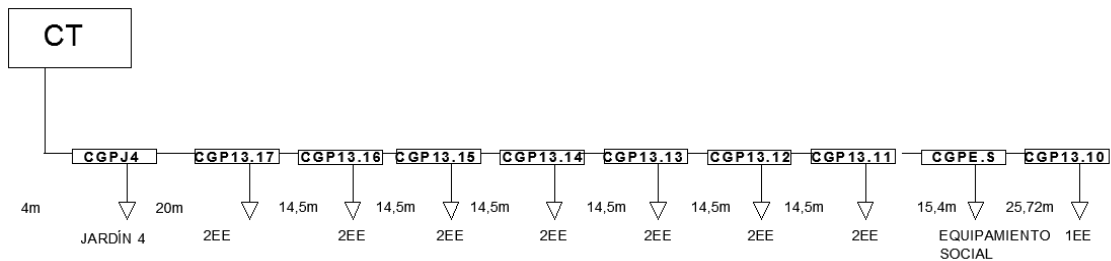 CT
CGPJ4 CGP13.17 CGP13.16 CGP13.15 CGP13.14 CGP13.13 CGP13.12 CGP13.11 CGPE.S CGP13.10
4m 20m 14,5m 14,5m 14,5m 14,5m 14,5m 14,5m 15,4m 25,72m
JARDÍN 4 2EE 2EE 2EE 2EE 2EE 2EE 2EE EQUIPAMIENTO 1EE
SOCIAL